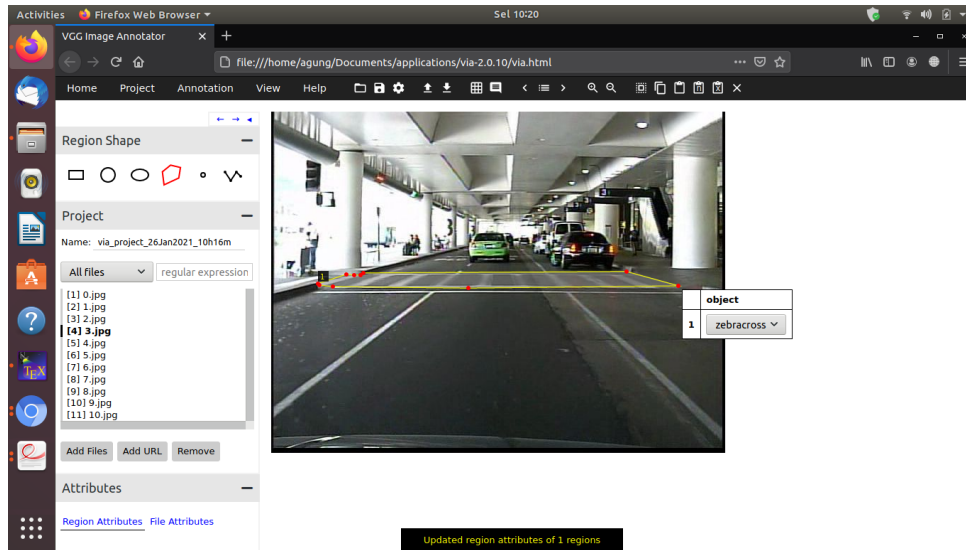 Activities Firefox Web Browser Sel 10:20
VGG Image Annotator
file:///home/agung/Documents/applications/via-2.0.10/via.html
Home Project Annotation View Help
Region Shape
Project
Name: via_project_26Jan2021_10h16m
All files regular expression
[1] 0.jpg
[2] 1.jpg
[3] 2.jpg
[4] 3.jpg
[5] 4.jpg
[6] 5.jpg
[7] 6.jpg
[8] 7.jpg
[9] 8.jpg
[10] 9.jpg
[11] 10.jpg
Add Files Add URL Remove
Attributes
Region Attributes File Attributes
1
object
1 zebracross
Updated region attributes of 1 regions
TEX